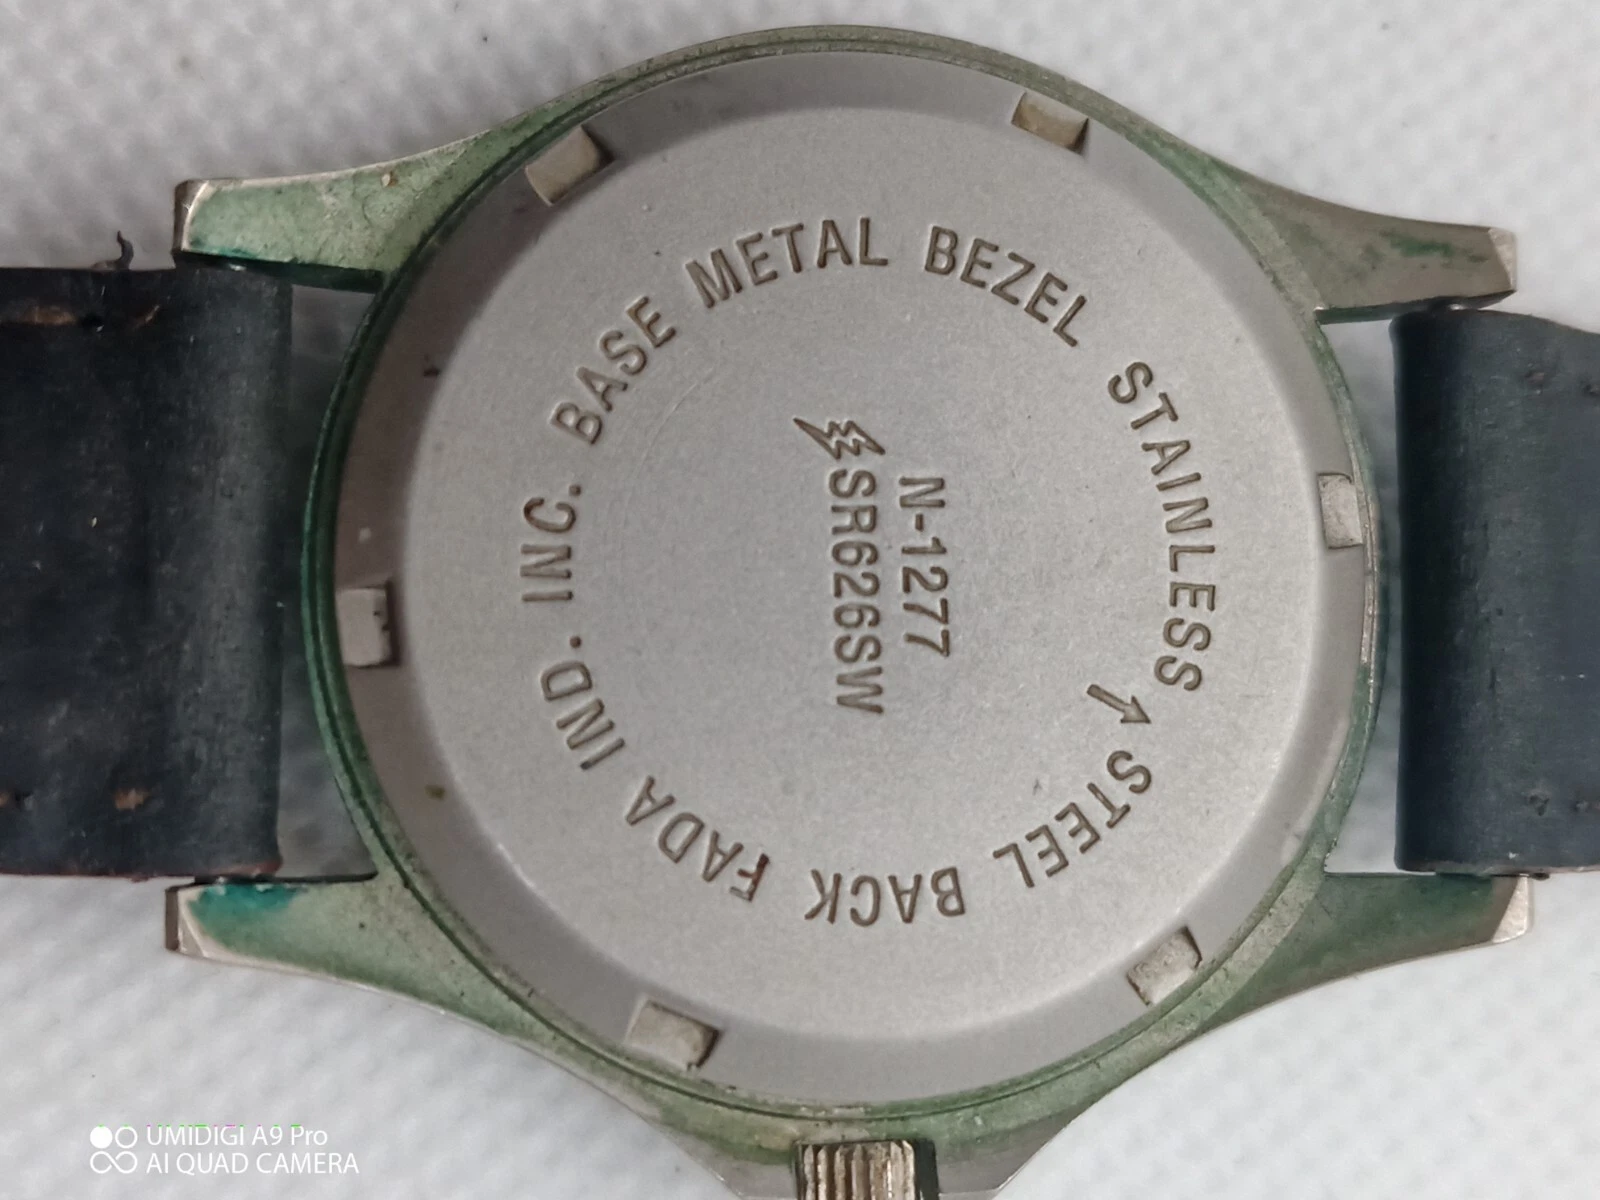 N-1277
SR626SW
BASE METAL BEZEL STAINLESS STEEL BACK FADA IND. INC.
UMIDIGI A9 Pro
AI QUAD CAMERA